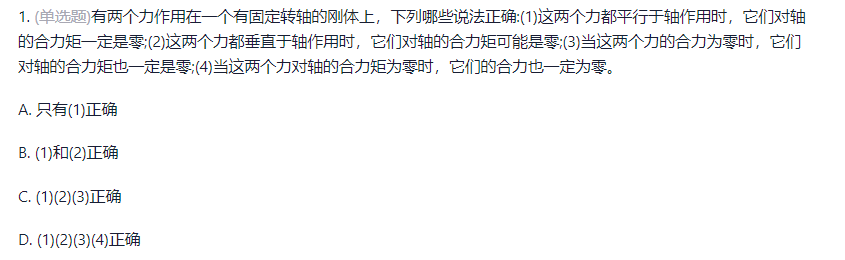 1. (单选题)有两个力作用在一个有固定转轴的刚体上，下列哪些说法正确:(1)这两个力都平行于轴作用时，它们对轴
的合力矩一定是零;(2)这两个力都垂直于轴作用时，它们对轴的合力矩可能是零;(3)当这两个力的合力为零时，它们
对轴的合力矩也一定是零;(4)当这两个力对轴的合力矩为零时，它们的合力也一定为零。
A. 只有(1)正确
B. (1)和(2)正确
C. (1)(2)(3)正确
D. (1)(2)(3)(4)正确